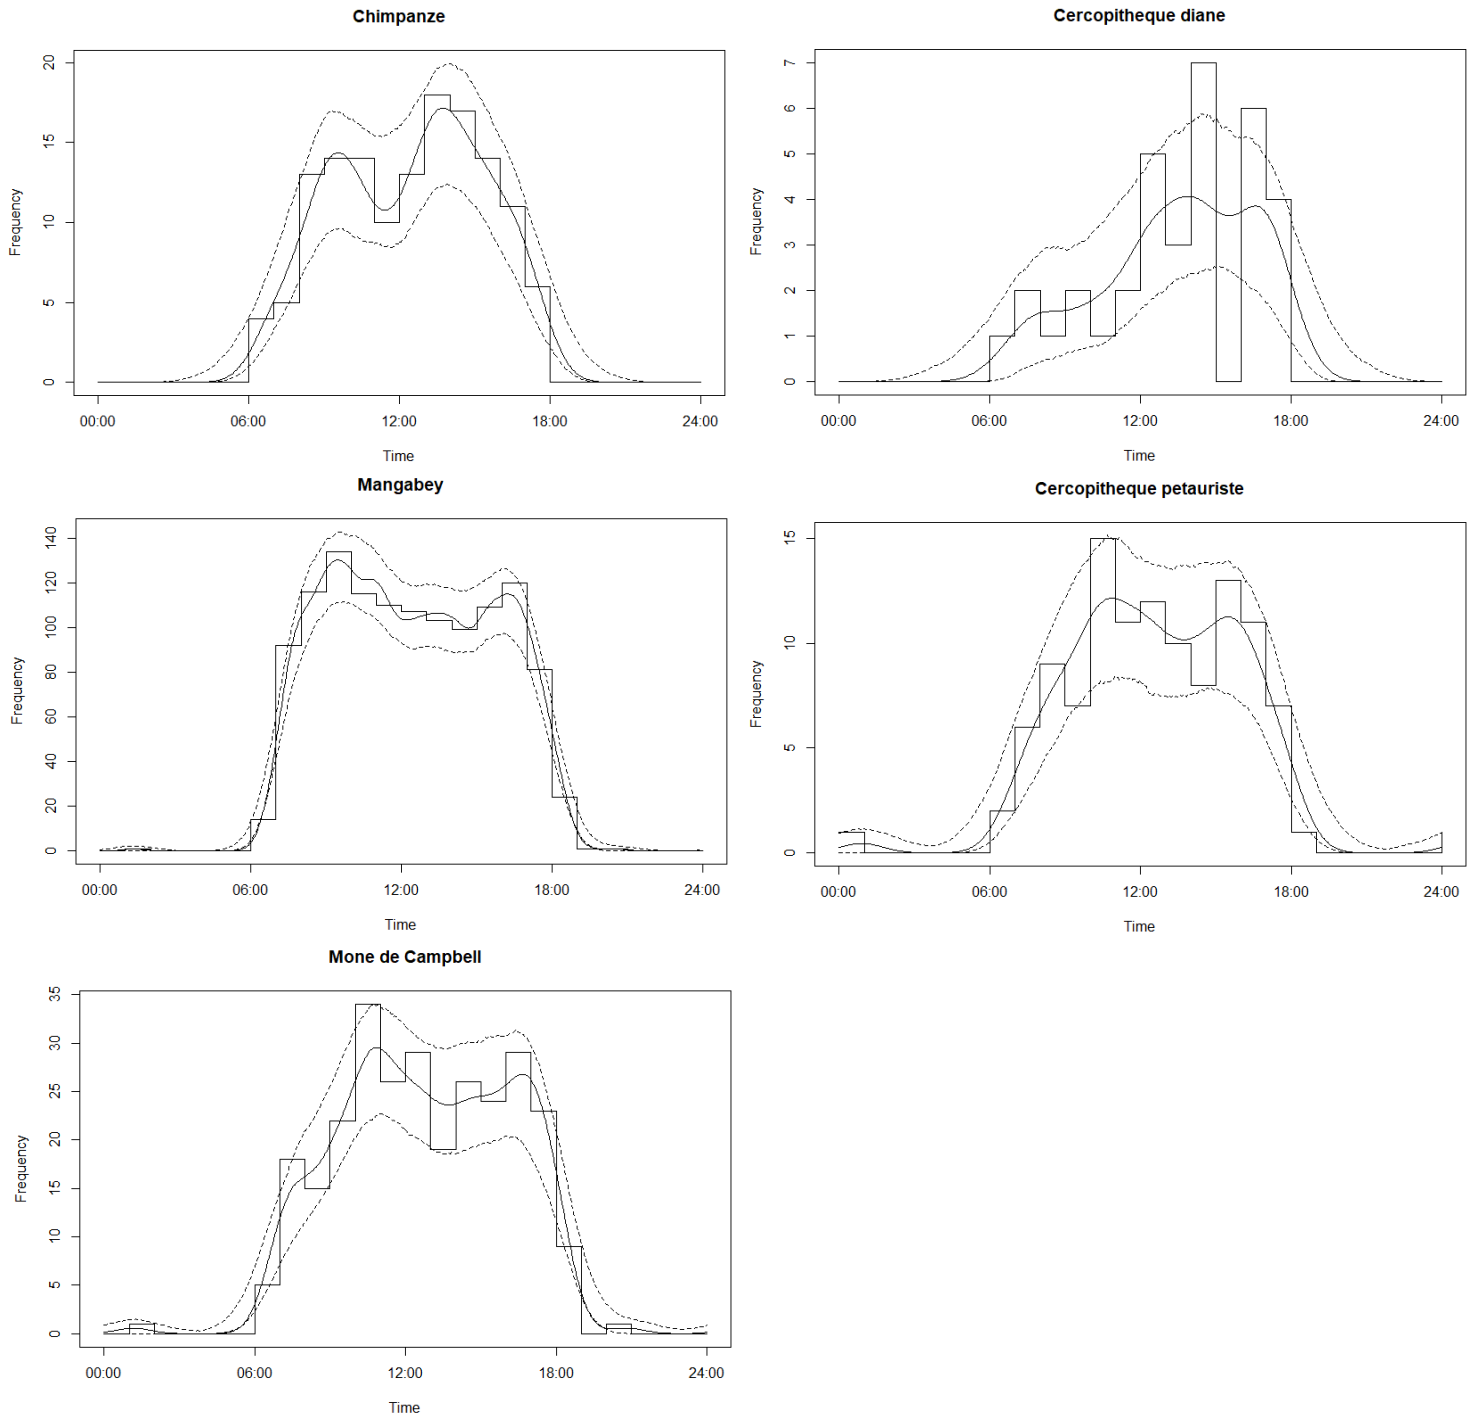 Chimpanze
Frequency
20
15
10
5
0
00:00 06:00 12:00 18:00 24:00
Time
Cercopitheque diane
Frequency
7
6
5
4
3
2
1
0
00:00 06:00 12:00 18:00 24:00
Time
Mangabey
Frequency
140
120
100
80
60
40
20
0
00:00 06:00 12:00 18:00 24:00
Time
Cercopitheque petauriste
Frequency
15
10
5
0
00:00 06:00 12:00 18:00 24:00
Time
Mone de Campbell
Frequency
35
30
25
20
15
10
5
0
00:00 06:00 12:00 18:00 24:00
Time